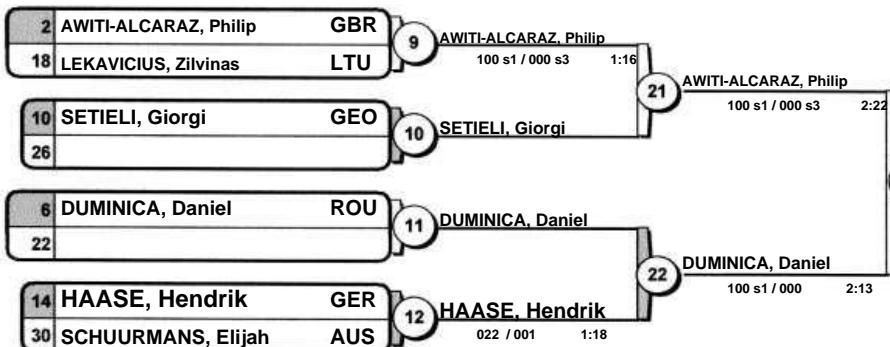 2 AWITI-ALCARAZ, Philip GBR
18 LEKAVICIUS, Zilvinas LTU
9
AWITI-ALCARAZ, Philip
100 s1 / 000 s3 1:16
10 SETIELI, Giorgi GEO
26
10
SETIELI, Giorgi
21
AWITI-ALCARAZ, Philip
100 s1 / 000 s3 2:22
6 DUMINICA, Daniel ROU
22
11
DUMINICA, Daniel
14 HAASE, Hendrik GER
30 SCHUURMANS, Elijah AUS
12
HAASE, Hendrik
022 / 001 1:18
22
DUMINICA, Daniel
100 s1 / 000 2:13